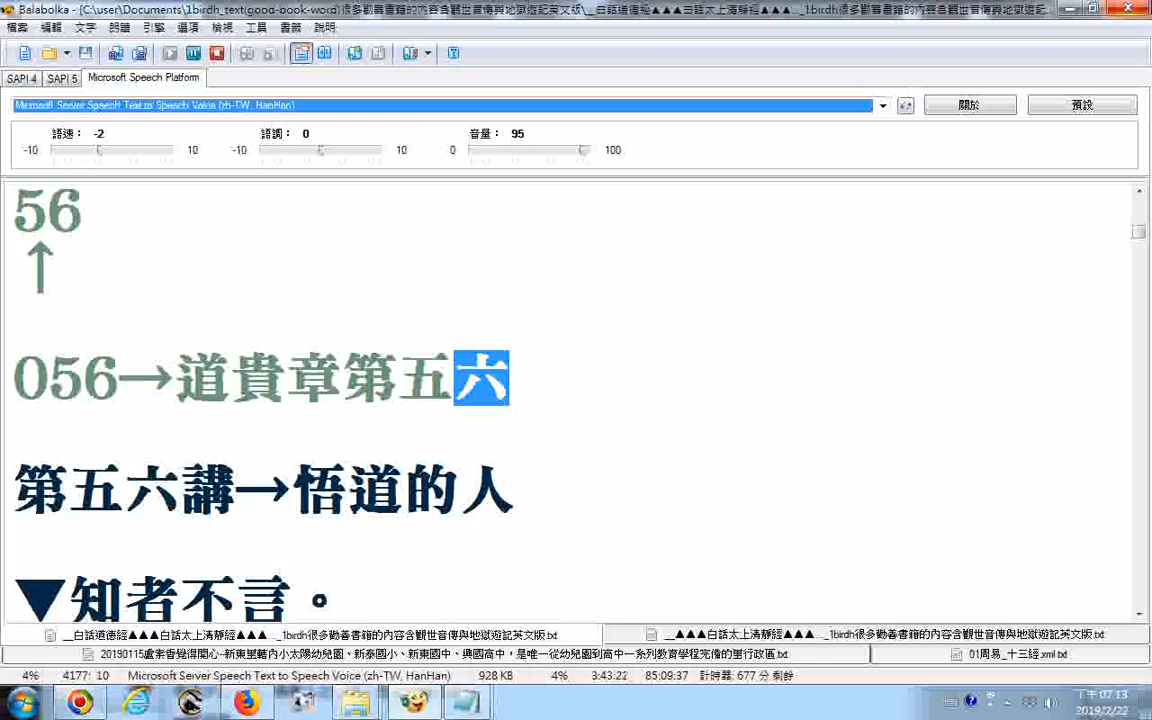 Balabolka - [C:\user\Documents\1birdh_text(good-book-word)很多勸善書籍的內容含觀世音傳與地獄遊記英文版\__白話道德經▲▲▲白話太上清靜經▲▲▲..._1birdh很多勸善書籍的內容含觀世音傳與地獄遊記...
檔案 編輯 文字 朗讀 引擎 選項 檢視 工具 書籤 說明
SAPI 4 SAPI 5 Microsoft Speech Platform
Microsoft Server Speech Text to Speech Voice (zh-TW, HanHan)
關於 預設
語速： -2 語調： 0 音量： 95
-10 10 -10 10 0 100
56
↑
056→道貴章第五六
第五六講→悟道的人
▼知者不言。
__白話道德經▲▲▲白話太上清靜經▲▲▲..._1birdh很多勸善書籍的內容含觀世音傳與地獄遊記英文版.txt
__▲▲▲白話太上清靜經▲▲▲..._1birdh很多勸善書籍的內容含觀世音傳與地獄遊記英文版.txt
20190115盧素香覺得開心--新東里轄內小太陽幼兒園、新泰國小、新東國中、興國高中，是唯一從幼兒園到高中一系列教育學程完備的里行政區.txt
01周易_十三經.xml.txt
4% 4177: 10 Microsoft Server Speech Text to Speech Voice (zh-TW, HanHan) 928 KB 4% 3:43:22 85:09:37 計時器: 677 分 剩餘
下午 07:13
2019/2/22